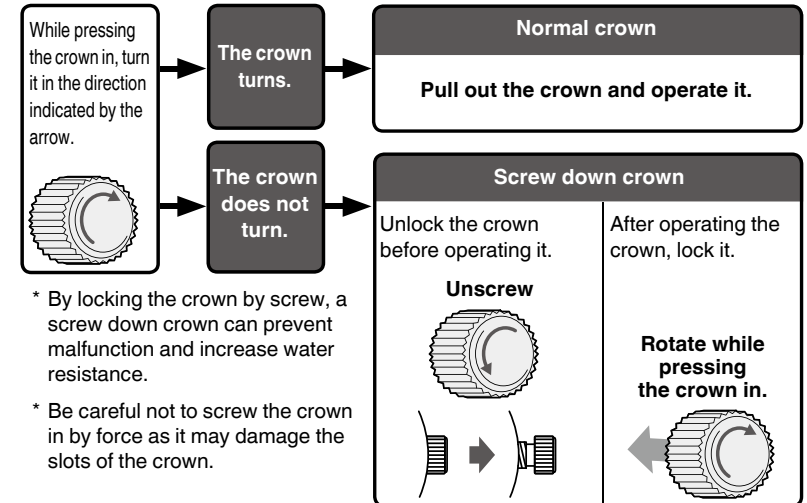 While pressing
the crown in, turn
it in the direction
indicated by the
arrow.
The crown
turns.
Normal crown
Pull out the crown and operate it.
The crown
does not
turn.
Screw down crown
Unlock the crown
before operating it.
Unscrew
After operating the
crown, lock it.
Rotate while
pressing
the crown in.
* By locking the crown by screw, a
screw down crown can prevent
malfunction and increase water
resistance.
* Be careful not to screw the crown
in by force as it may damage the
slots of the crown.